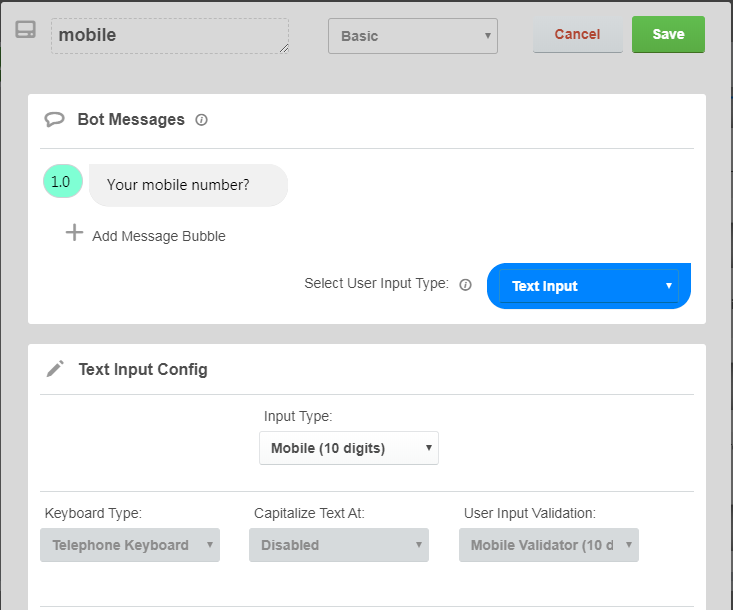 mobile
Basic
Cancel
Save
Bot Messages
1.0
Your mobile number?
Add Message Bubble
Select User Input Type:
Text Input
Text Input Config
Input Type:
Mobile (10 digits)
Keyboard Type:
Capitalize Text At:
User Input Validation:
Telephone Keyboard
Disabled
Mobile Validator (10 d